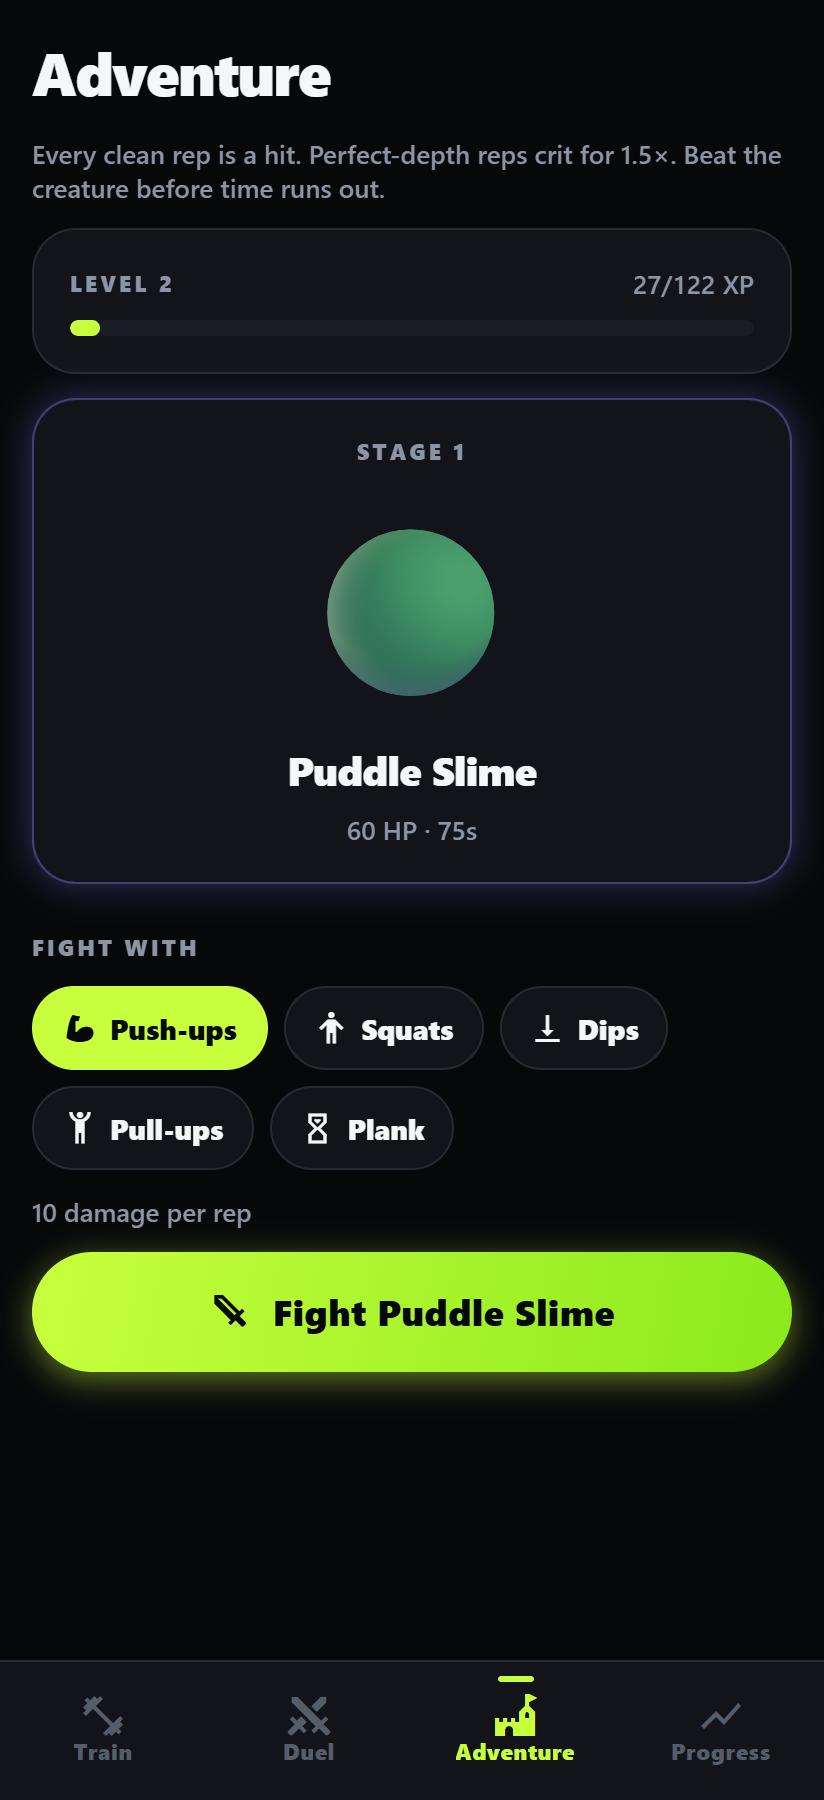 Adventure
Every clean rep is a hit. Perfect-depth reps crit for 1.5×. Beat the
creature before time runs out.
LEVEL 2
27/122 XP
STAGE 1
Puddle Slime
60 HP · 75s
FIGHT WITH
Push-ups
Squats
Dips
Pull-ups
Plank
10 damage per rep
Fight Puddle Slime
Train
Duel
Adventure
Progress